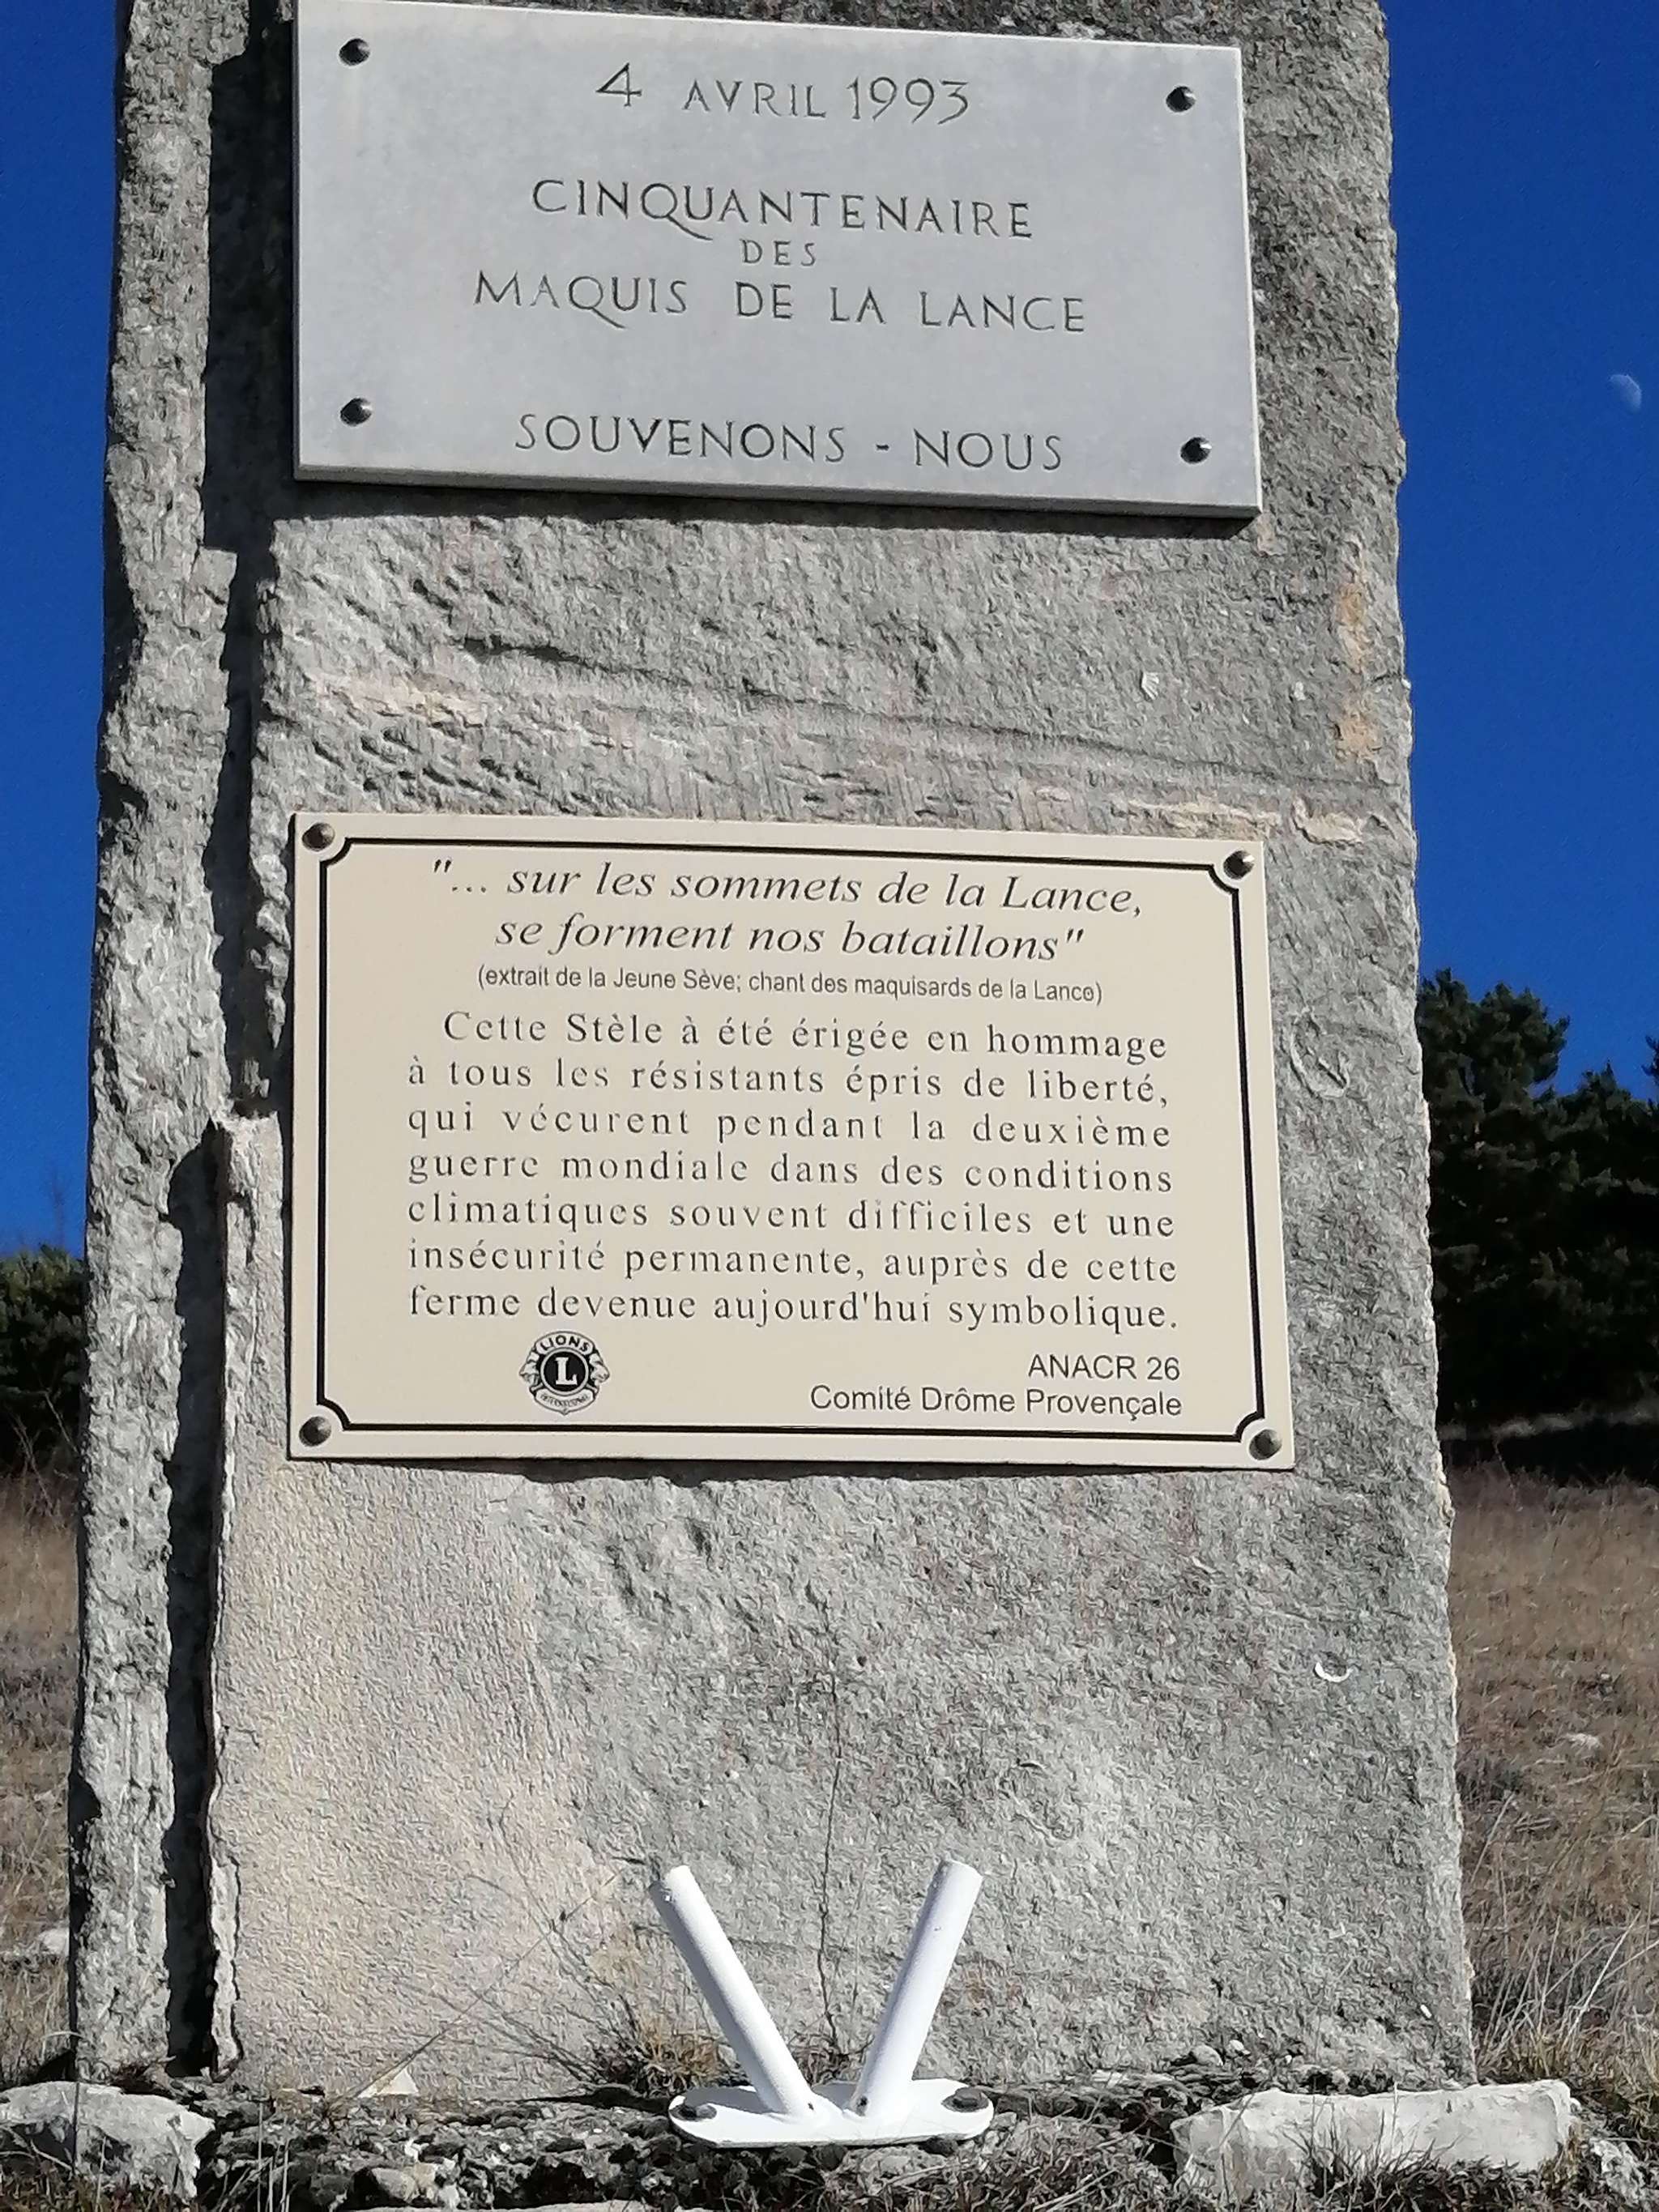 4 AVRIL 1993
CINQUANTENAIRE
DES
MAQUIS DE LA LANCE
SOUVENONS - NOUS
"... sur les sommets de la Lance,
se forment nos bataillons"
(extrait de la Jeune Sève; chant des maquisards de la Lance)
Cette Stèle à été érigée en hommage
à tous les résistants épris de liberté,
qui vécurent pendant la deuxième
guerre mondiale dans des conditions
climatiques souvent difficiles et une
insécurité permanente, auprès de cette
ferme devenue aujourd'hui symbolique.
LIONS
L
INTERNATIONAL
ANACR 26
Comité Drôme Provençale